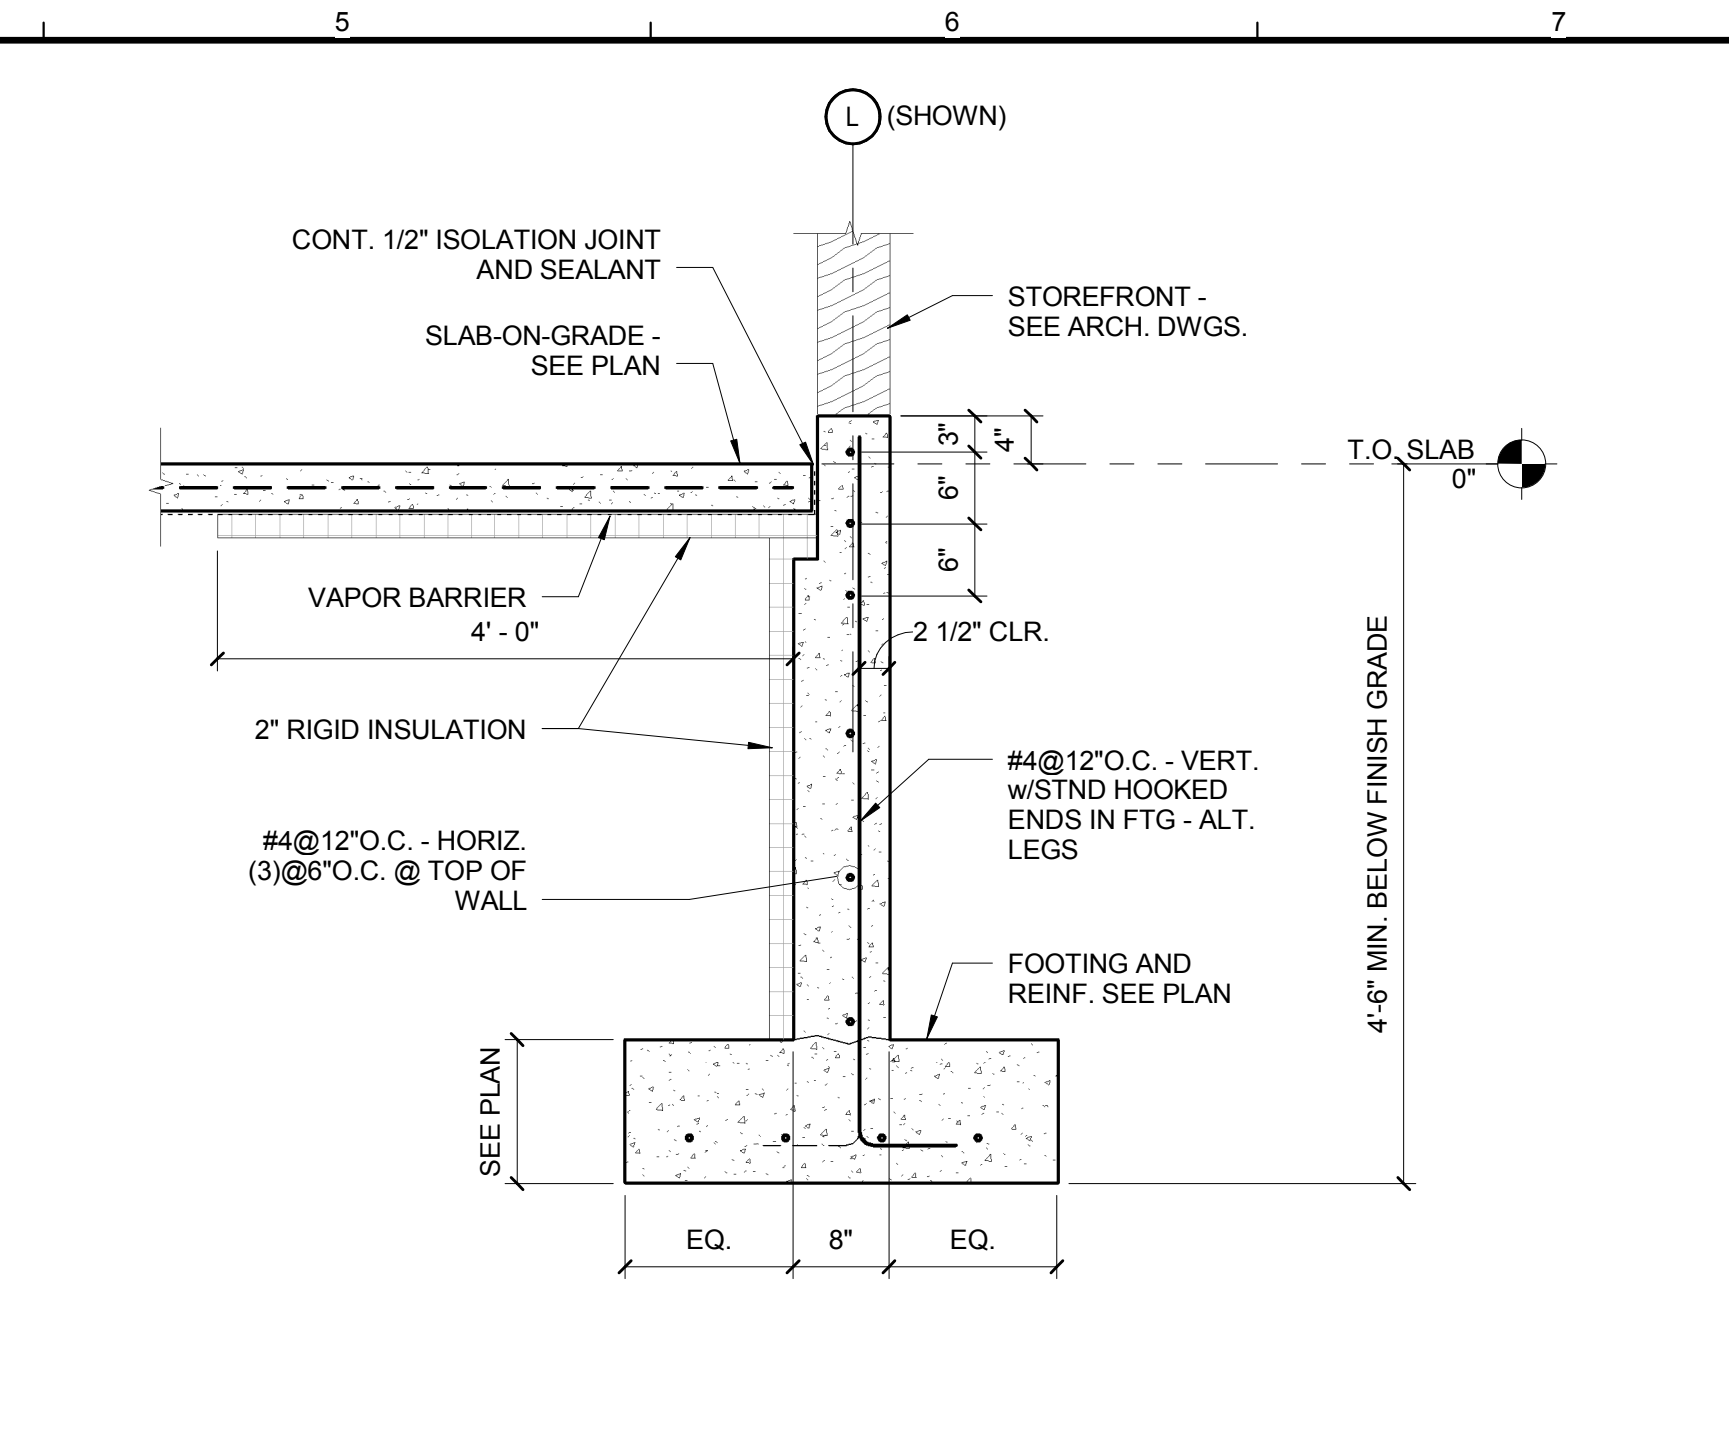 5
6
7
L
(SHOWN)
CONT. 1/2" ISOLATION JOINT
AND SEALANT
STOREFRONT -
SEE ARCH. DWGS.
SLAB-ON-GRADE -
SEE PLAN
3"
4"
T.O. SLAB
0"
6"
6"
VAPOR BARRIER
4' - 0"
2 1/2" CLR.
2" RIGID INSULATION
#4@12"O.C. - VERT.
w/STND HOOKED
ENDS IN FTG - ALT.
LEGS
4'-6" MIN. BELOW FINISH GRADE
#4@12"O.C. - HORIZ.
(3)@6"O.C. @ TOP OF
WALL
FOOTING AND
REINF. SEE PLAN
SEE PLAN
EQ.
8"
EQ.